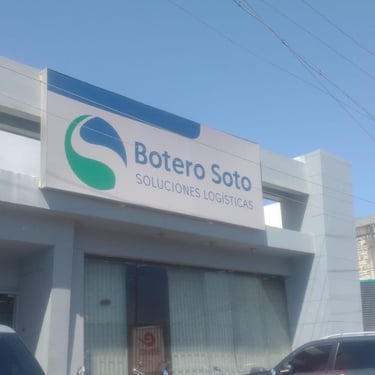 Botero Soto
SOLUCIONES LOGÍSTICAS